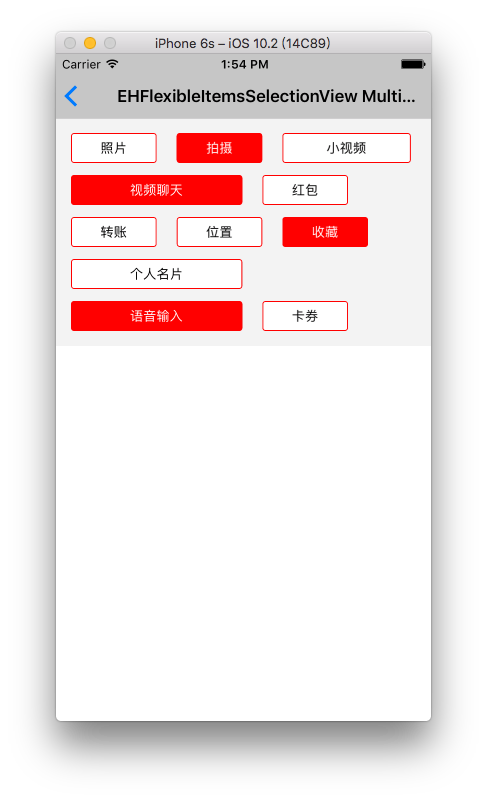 iPhone 6s – iOS 10.2 (14C89)
Carrier 1:54 PM
EHFlexibleItemsSelectionView Multi...
照片 拍摄 小视频
视频聊天 红包
转账 位置 收藏
个人名片
语音输入 卡券